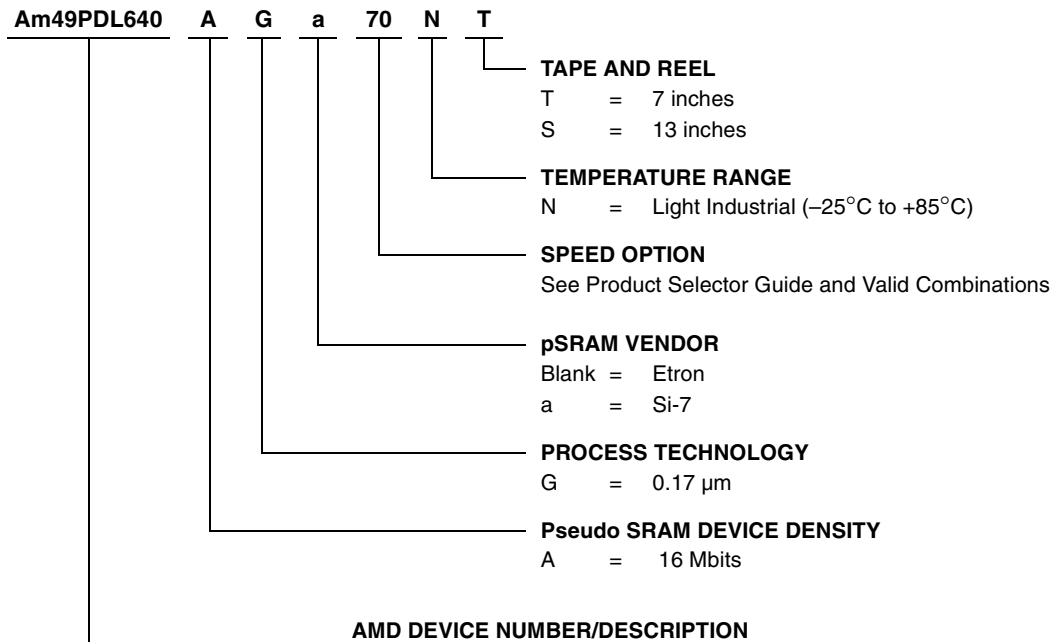 Am49PDL640 A G a 70 N T
TAPE AND REEL
T = 7 inches
S = 13 inches
TEMPERATURE RANGE
N = Light Industrial (–25°C to +85°C)
SPEED OPTION
See Product Selector Guide and Valid Combinations
pSRAM VENDOR
Blank = Etron
a = Si-7
PROCESS TECHNOLOGY
G = 0.17 µm
Pseudo SRAM DEVICE DENSITY
A = 16 Mbits
AMD DEVICE NUMBER/DESCRIPTION